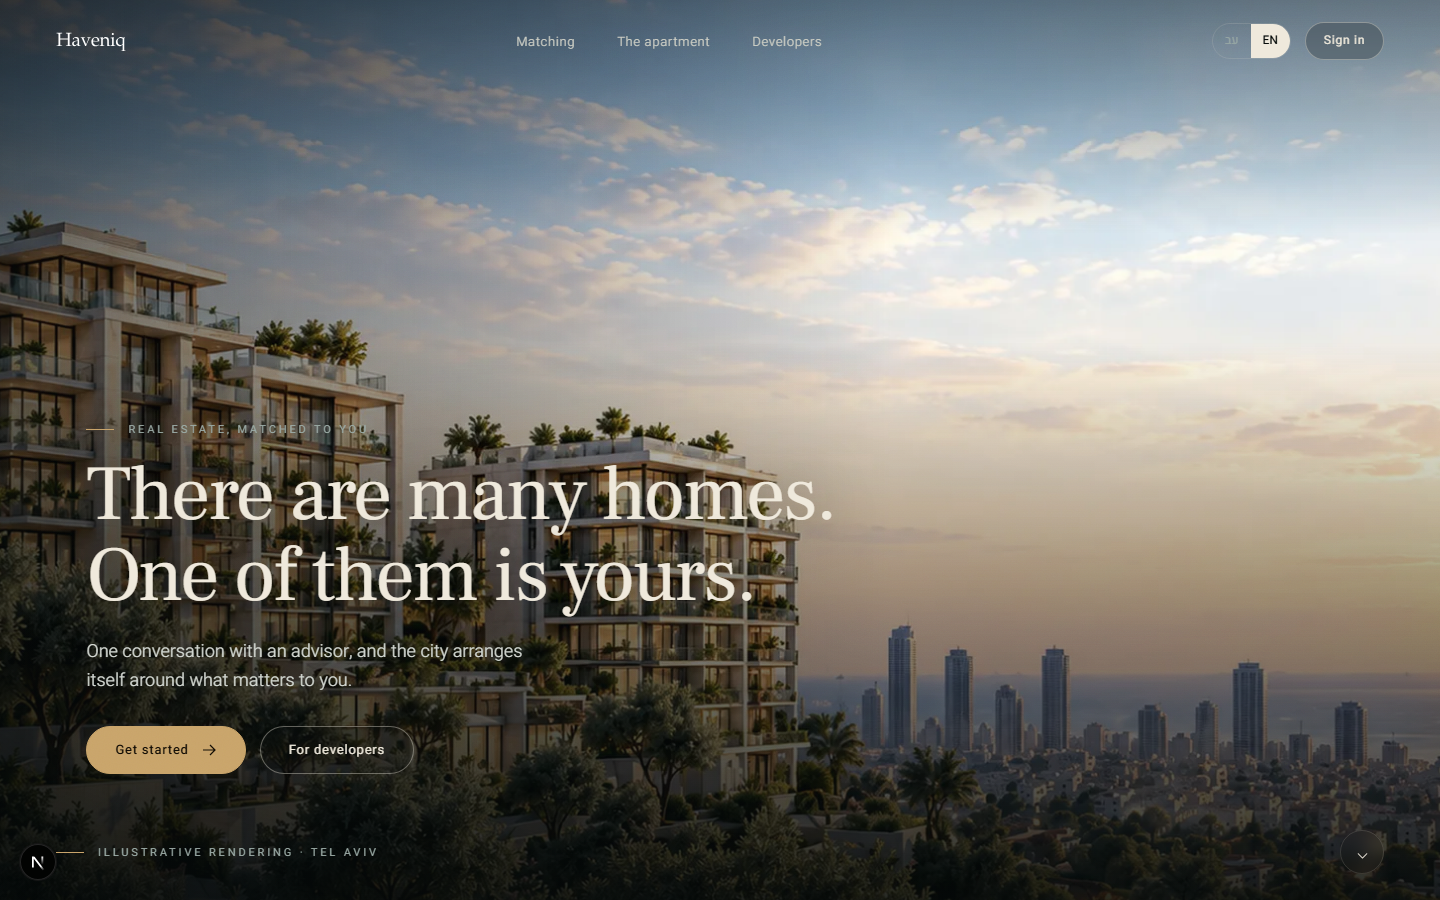 Haveniq
Matching
The apartment
Developers
עב
EN
Sign in
REAL ESTATE, MATCHED TO YOU
There are many homes.
One of them is yours.
One conversation with an advisor, and the city arranges
itself around what matters to you.
Get started
For developers
N
ILLUSTRATIVE RENDERING · TEL AVIV